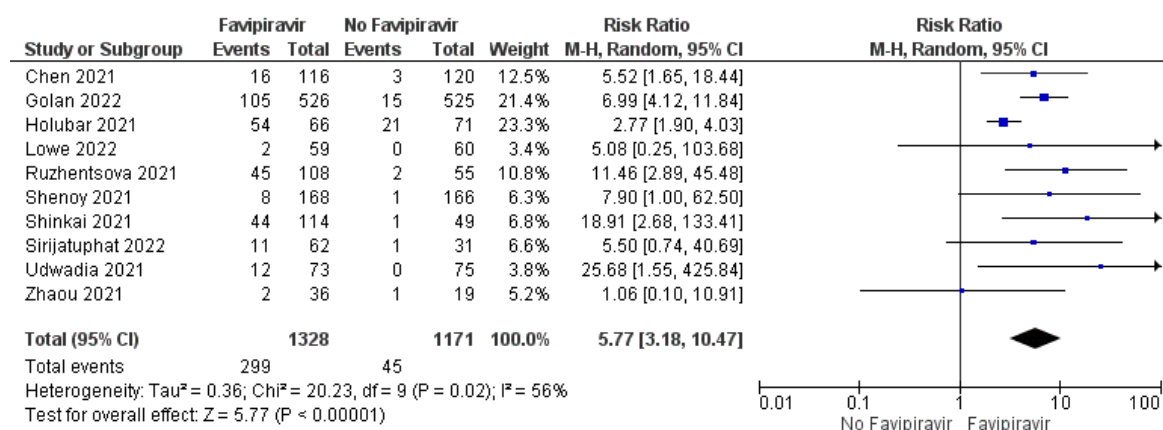 Favipiravir No Favipiravir Risk Ratio Risk Ratio
Study or Subgroup Events Total Events Total Weight M-H, Random, 95% CI M-H, Random, 95% CI
Chen 2021 16 116 3 120 12.5% 5.52 [1.65, 18.44]
Golan 2022 105 526 15 525 21.4% 6.99 [4.12, 11.84]
Holubar 2021 54 66 21 71 23.3% 2.77 [1.90, 4.03]
Lowe 2022 2 59 0 60 3.4% 5.08 [0.25, 103.68]
Ruzhentsova 2021 45 108 2 55 10.8% 11.46 [2.89, 45.48]
Shenoy 2021 8 168 1 166 6.3% 7.90 [1.00, 62.50]
Shinkai 2021 44 114 1 49 6.8% 18.91 [2.68, 133.41]
Sirijatuphat 2022 11 62 1 31 6.6% 5.50 [0.74, 40.69]
Udwadia 2021 12 73 0 75 3.8% 25.68 [1.55, 425.84]
Zhaou 2021 2 36 1 19 5.2% 1.06 [0.10, 10.91]
Total (95% CI) 1328 1171 100.0% 5.77 [3.18, 10.47]
Total events 299 45
Heterogeneity: Tau² = 0.36; Chi² = 20.23, df = 9 (P = 0.02); I² = 56%
Test for overall effect: Z = 5.77 (P < 0.00001)
0.01 0.1 1 10 100
No Favipiravir Favipiravir